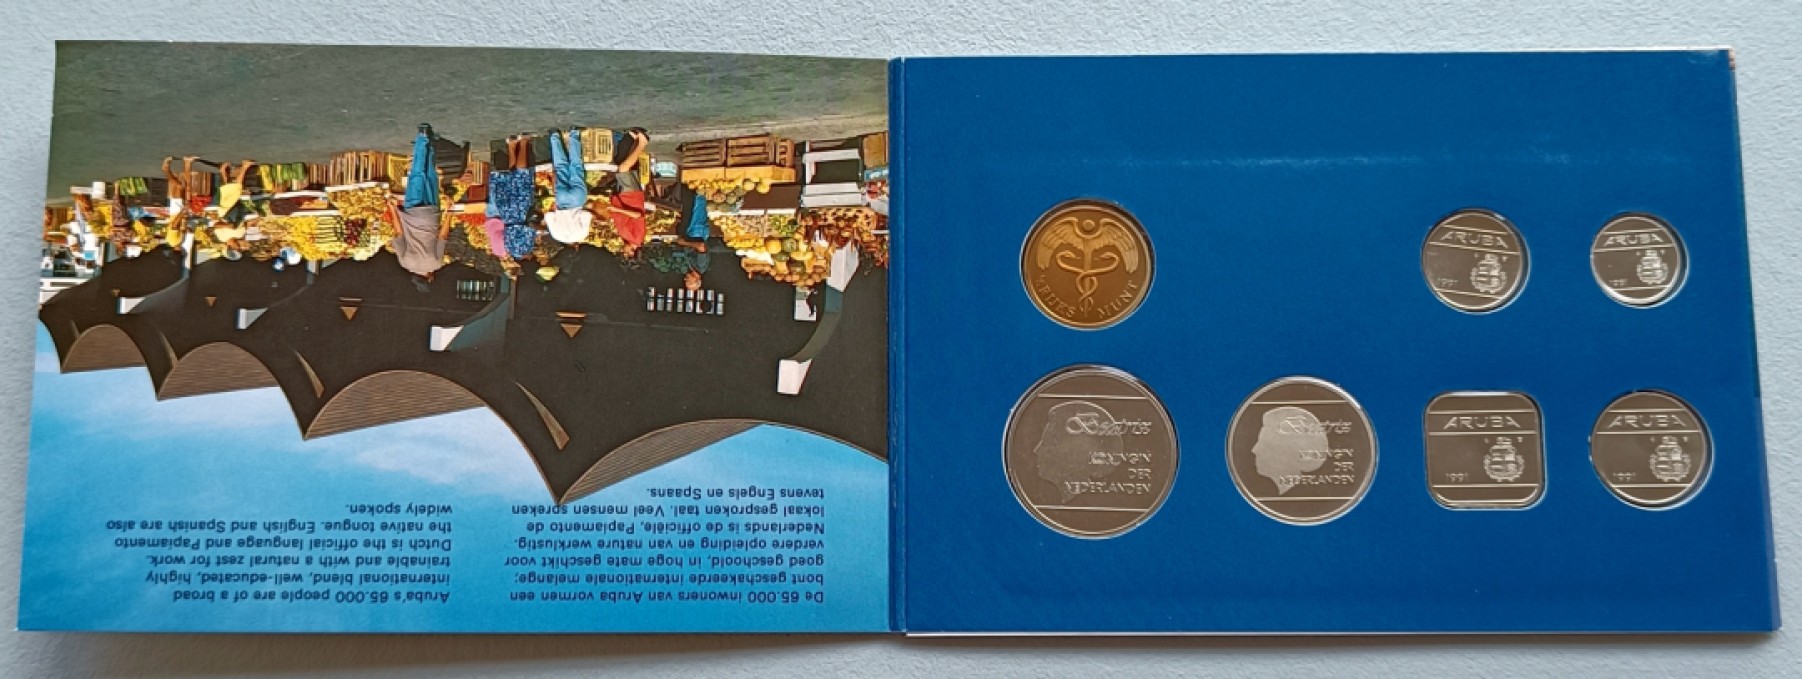 De 65.000 inwoners van Aruba vormen een
bont geschakeerde internationale melange;
goed geschoold, in hoge mate geschikt voor
verdere opleiding en van nature werklustig.
Nederlands is de officiële, Papiamento de
lokaal gesproken taal. Veel mensen spreken
tevens Engels en Spaans.
Aruba's 65.000 people are of a broad
international blend, well-educated, highly
trainable and with a natural zest for work.
Dutch is the official language and Papiamento
the native tongue. English and Spanish are also
widely spoken.
'S RIJKS MUNT
ARUBA
1991
ARUBA
1991
Beatrix
KONINGIN
DER
NEDERLANDEN
Beatrix
KONINGIN
DER
NEDERLANDEN
ARUBA
1991
ARUBA
1991